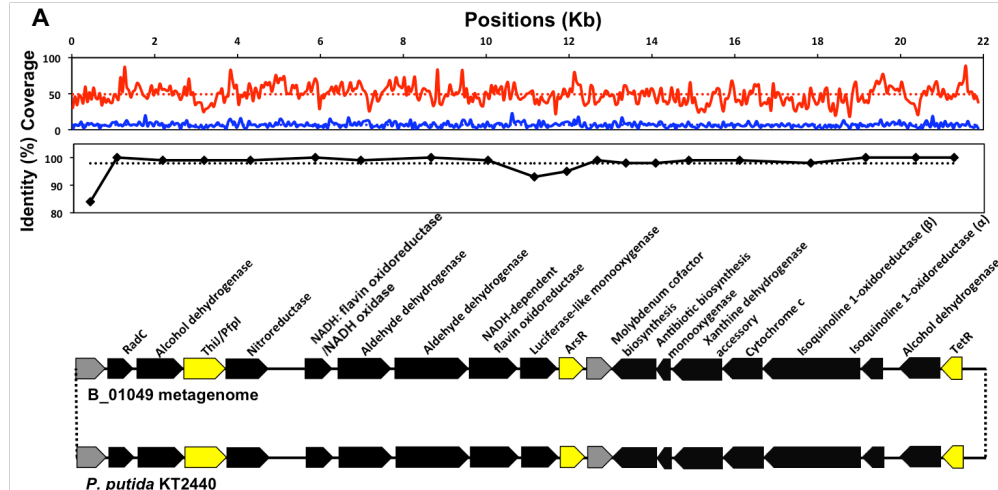 A
Positions (Kb)
0 2 4 6 8 10 12 14 16 18 20 22
Coverage
100
50
0
Identity (%)
100
90
80
RadC
Alcohol dehydrogenase
ThiJ/PfpI
Nitroreductase
NADH: flavin oxidoreductase
/NADH oxidase
Aldehyde dehydrogenase
Aldehyde dehydrogenase
NADH-dependent
flavin oxidoreductase
Luciferase-like monooxygenase
ArsR
Molybdenum cofactor
biosynthesis
Antibiotic biosynthesis
monooxygenase
Xanthine dehydrogenase
accessory
Cytochrome c
Isoquinoline 1-oxidoreductase (β)
Isoquinoline 1-oxidoreductase (α)
Alcohol dehydrogenase
TetR
B_01049 metagenome
P. putida KT2440